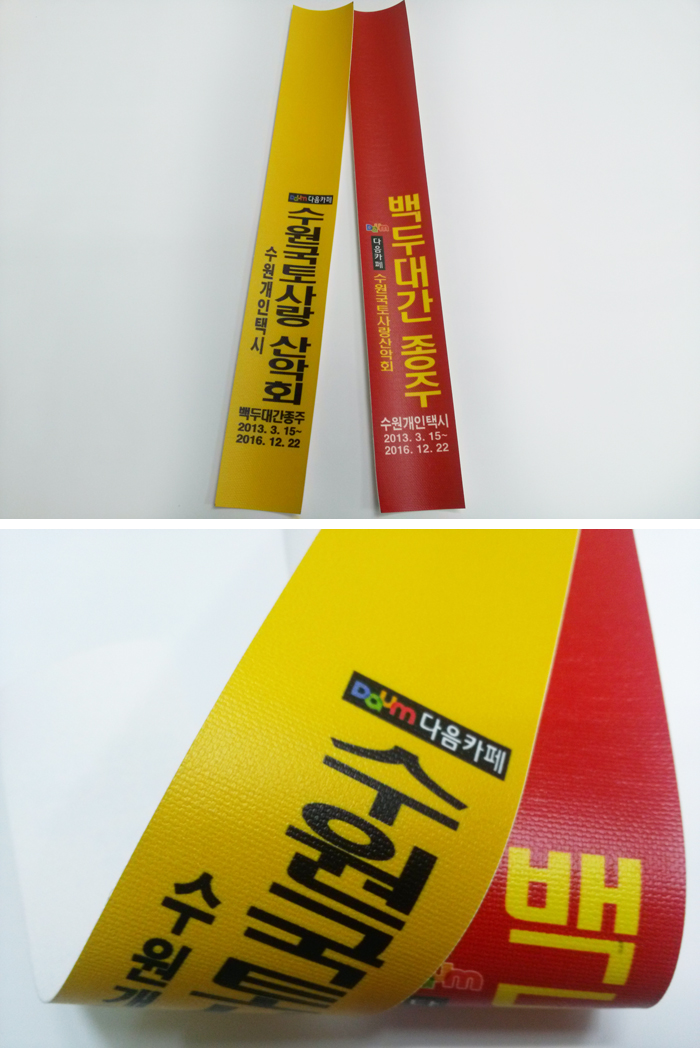 Daum 다음카페
수원국토사랑 산악회
수원개인택시
백두대간종주
2013. 3. 15~
2016. 12. 22
백두대간 종주
Daum
다음카페
수원국토사랑산악회
수원개인택시
2013. 3. 15~
2016. 12. 22
Daum 다음카페
수원국토
수원개
백